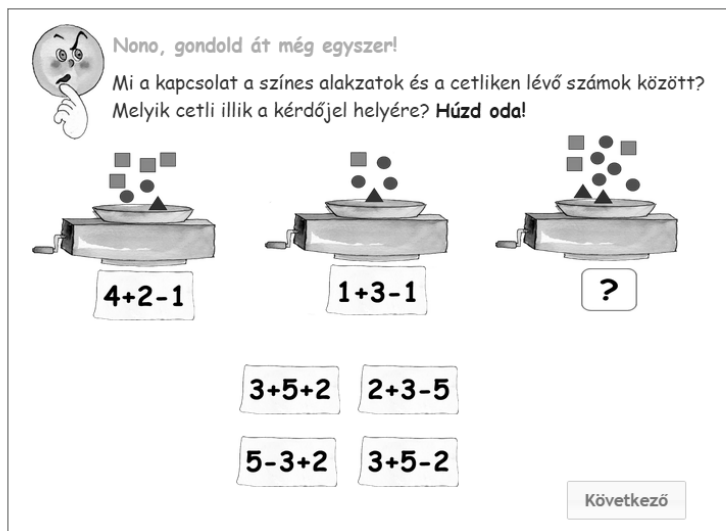 Nono, gondold át még egyszer!
Mi a kapcsolat a színes alakzatok és a cetliken lévő számok között?
Melyik cetli illik a kérdőjel helyére? Húzd oda!
4+2-1
1+3-1
?
3+5+2
2+3-5
5-3+2
3+5-2
Következő